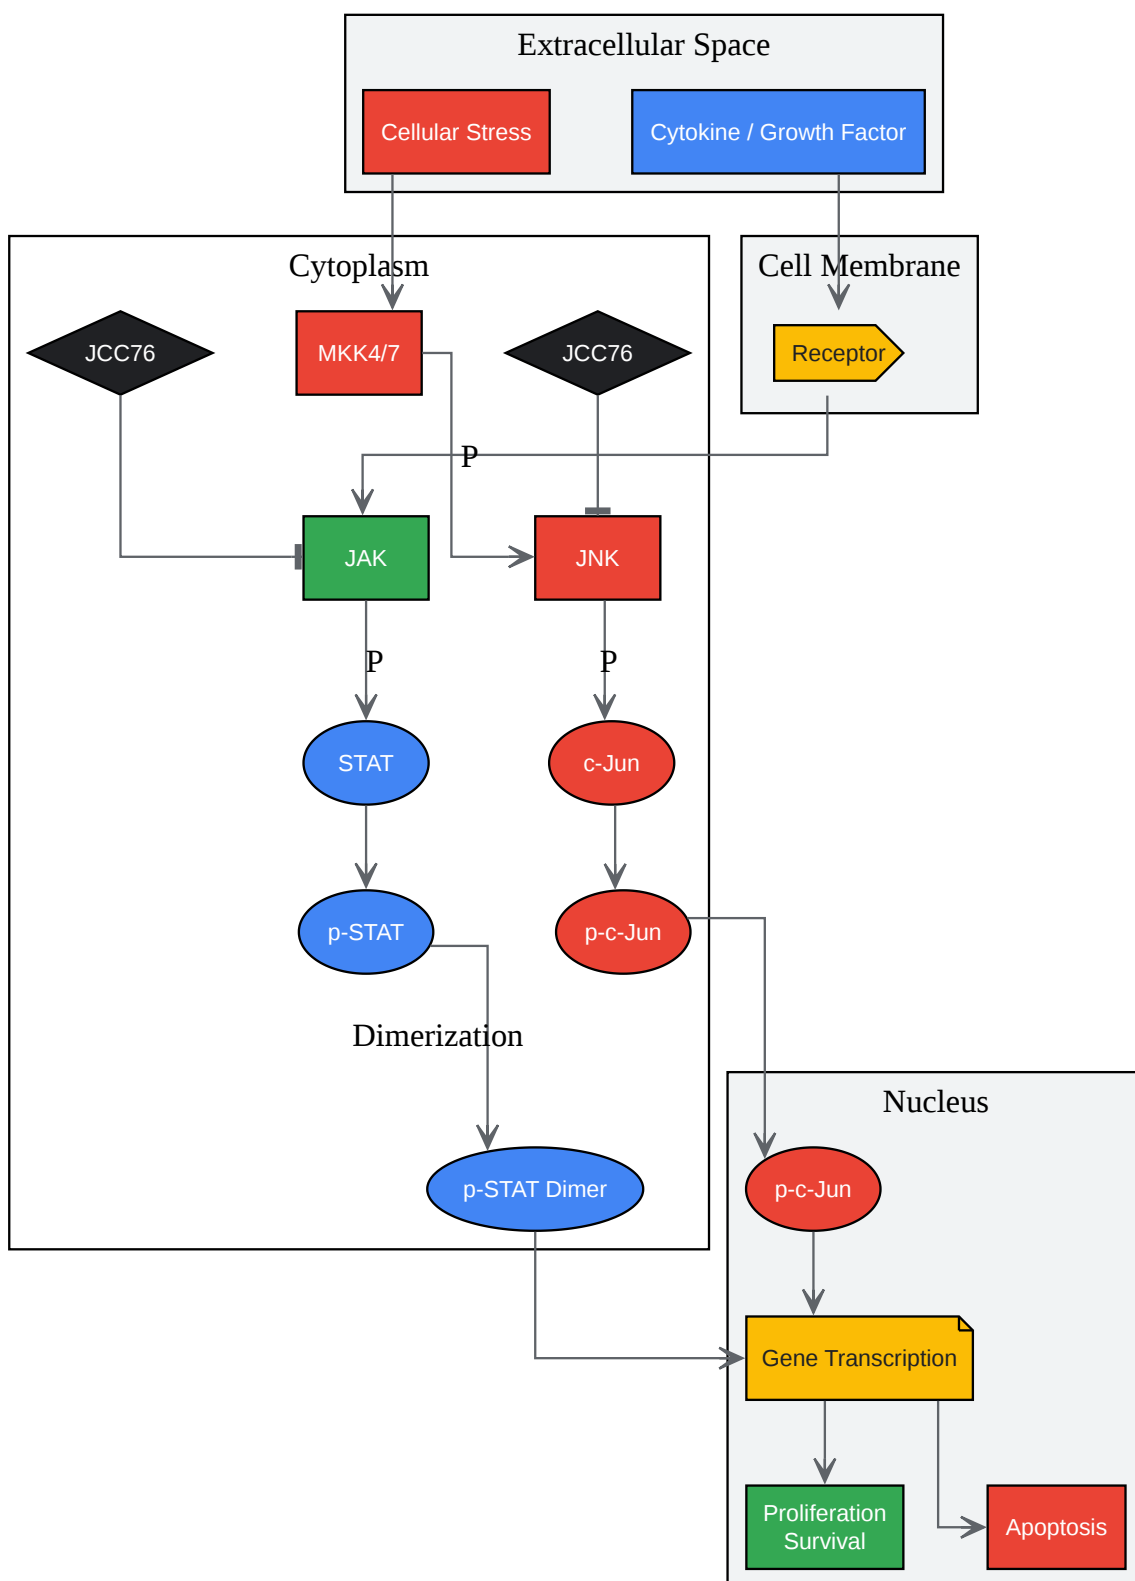 Extracellular Space
Cellular Stress
Cytokine / Growth Factor
Cytoplasm
Cell Membrane
JCC76
MKK4/7
JCC76
Receptor
P
JAK
JNK
P
P
STAT
c-Jun
p-STAT
p-c-Jun
Dimerization
Nucleus
p-STAT Dimer
p-c-Jun
Gene Transcription
Proliferation
Survival
Apoptosis